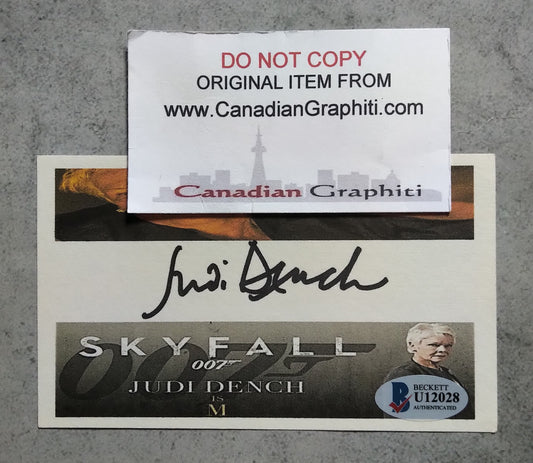 DO NOT COPY
ORIGINAL ITEM FROM
www.CanadianGraphiti.com
Canadian Graphiti
Judi Dench
SKYFALL
007
007
JUDI DENCH
IS
M
B
BECKETT
U12028
AUTHENTICATED